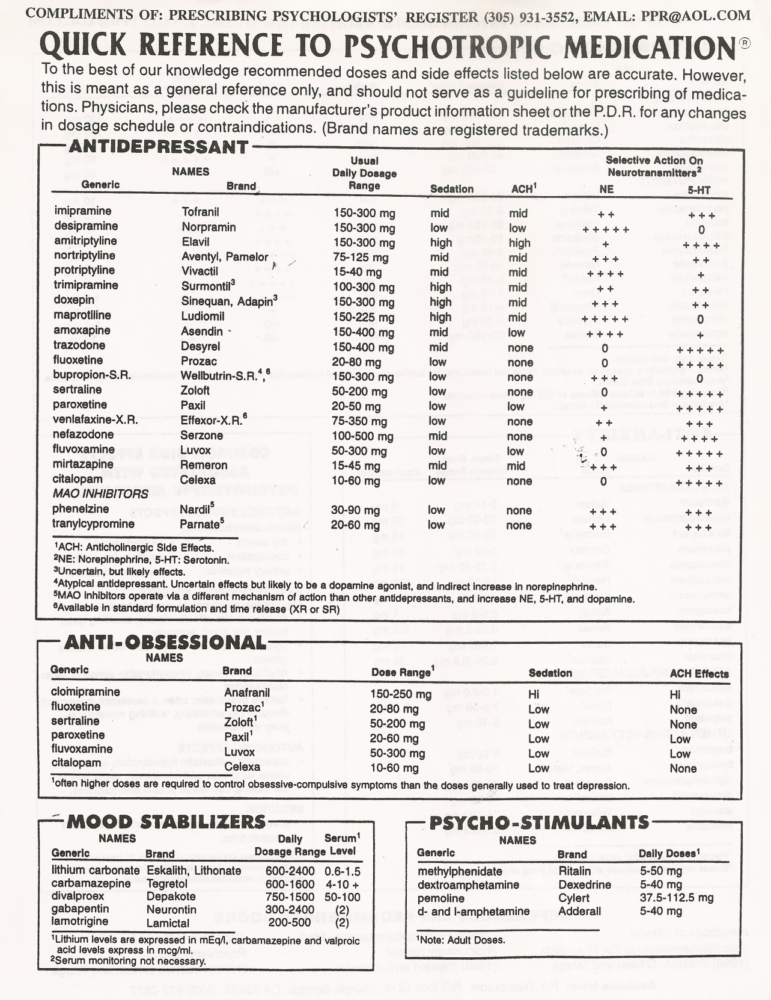 COMPLIMENTS OF: PRESCRIBING PSYCHOLOGISTS' REGISTER (305) 931-3552, EMAIL: PPR@AOL.COM
QUICK REFERENCE TO PSYCHOTROPIC MEDICATION®
To the best of our knowledge recommended doses and side effects listed below are accurate. However,
this is meant as a general reference only, and should not serve as a guideline for prescribing of medica-
tions. Physicians, please check the manufacturer's product information sheet or the P.D.R. for any changes
in dosage schedule or contraindications. (Brand names are registered trademarks.)
ANTIDEPRESSANT
NAMES Usual Daily Dosage Range Selective Action On Neurotransmitters²
Generic Brand Sedation ACH¹ NE 5-HT
imipramine Tofranil 150-300 mg mid mid ++ +++
desipramine Norpramin 150-300 mg low low +++++ 0
amitriptyline Elavil 150-300 mg high high + ++++
nortriptyline Aventyl, Pamelor 75-125 mg mid mid +++ ++
protriptyline Vivactil 15-40 mg mid mid ++++ +
trimipramine Surmontil³ 100-300 mg high mid ++ ++
doxepin Sinequan, Adapin³ 150-300 mg high mid +++ ++
maprotiline Ludiomil 150-225 mg high mid +++++ 0
amoxapine Asendin 150-400 mg mid low ++++ +
trazodone Desyrel 150-400 mg mid none 0 +++++
fluoxetine Prozac 20-80 mg low none 0 +++++
bupropion-S.R. Wellbutrin-S.R.⁴,⁶ 150-300 mg low none +++ 0
sertraline Zoloft 50-200 mg low none 0 +++++
paroxetine Paxil 20-50 mg low low + +++++
venlafaxine-X.R. Effexor-X.R.⁶ 75-350 mg low none ++ +++
nefazodone Serzone 100-500 mg mid none + ++++
fluvoxamine Luvox 50-300 mg low low 0 +++++
mirtazapine Remeron 15-45 mg mid mid +++ +++
citalopam Celexa 10-60 mg low none 0 +++++
MAO INHIBITORS
phenelzine Nardil⁵ 30-90 mg low none +++ +++
tranylcypromine Parnate⁵ 20-60 mg low none +++ +++
¹ACH: Anticholinergic Side Effects.
²NE: Norepinephrine, 5-HT: Serotonin.
³Uncertain, but likely effects.
⁴Atypical antidepressant. Uncertain effects but likely to be a dopamine agonist, and indirect increase in norepinephrine.
⁵MAO inhibitors operate via a different mechanism of action than other antidepressants, and increase NE, 5-HT, and dopamine.
⁶Available in standard formulation and time release (XR or SR)
ANTI-OBSESSIONAL
NAMES
Generic Brand Dose Range¹ Sedation ACH Effects
clomipramine Anafranil 150-250 mg Hi Hi
fluoxetine Prozac¹ 20-80 mg Low None
sertraline Zoloft¹ 50-200 mg Low None
paroxetine Paxil¹ 20-60 mg Low Low
fluvoxamine Luvox 50-300 mg Low Low
citalopam Celexa 10-60 mg Low None
¹often higher doses are required to control obsessive-compulsive symptoms than the doses generally used to treat depression.
MOOD STABILIZERS
NAMES Daily Serum¹
Generic Brand Dosage Range Level
lithium carbonate Eskalith, Lithonate 600-2400 0.6-1.5
carbamazepine Tegretol 600-1600 4-10 +
divalproex Depakote 750-1500 50-100
gabapentin Neurontin 300-2400 (2)
lamotrigine Lamictal 200-500 (2)
¹Lithium levels are expressed in mEq/l, carbamazepine and valproic
acid levels express in mcg/ml.
²Serum monitoring not necessary.
PSYCHO-STIMULANTS
NAMES
Generic Brand Daily Doses¹
methylphenidate Ritalin 5-50 mg
dextroamphetamine Dexedrine 5-40 mg
pemoline Cylert 37.5-112.5 mg
d- and l-amphetamine Adderall 5-40 mg
¹Note: Adult Doses.